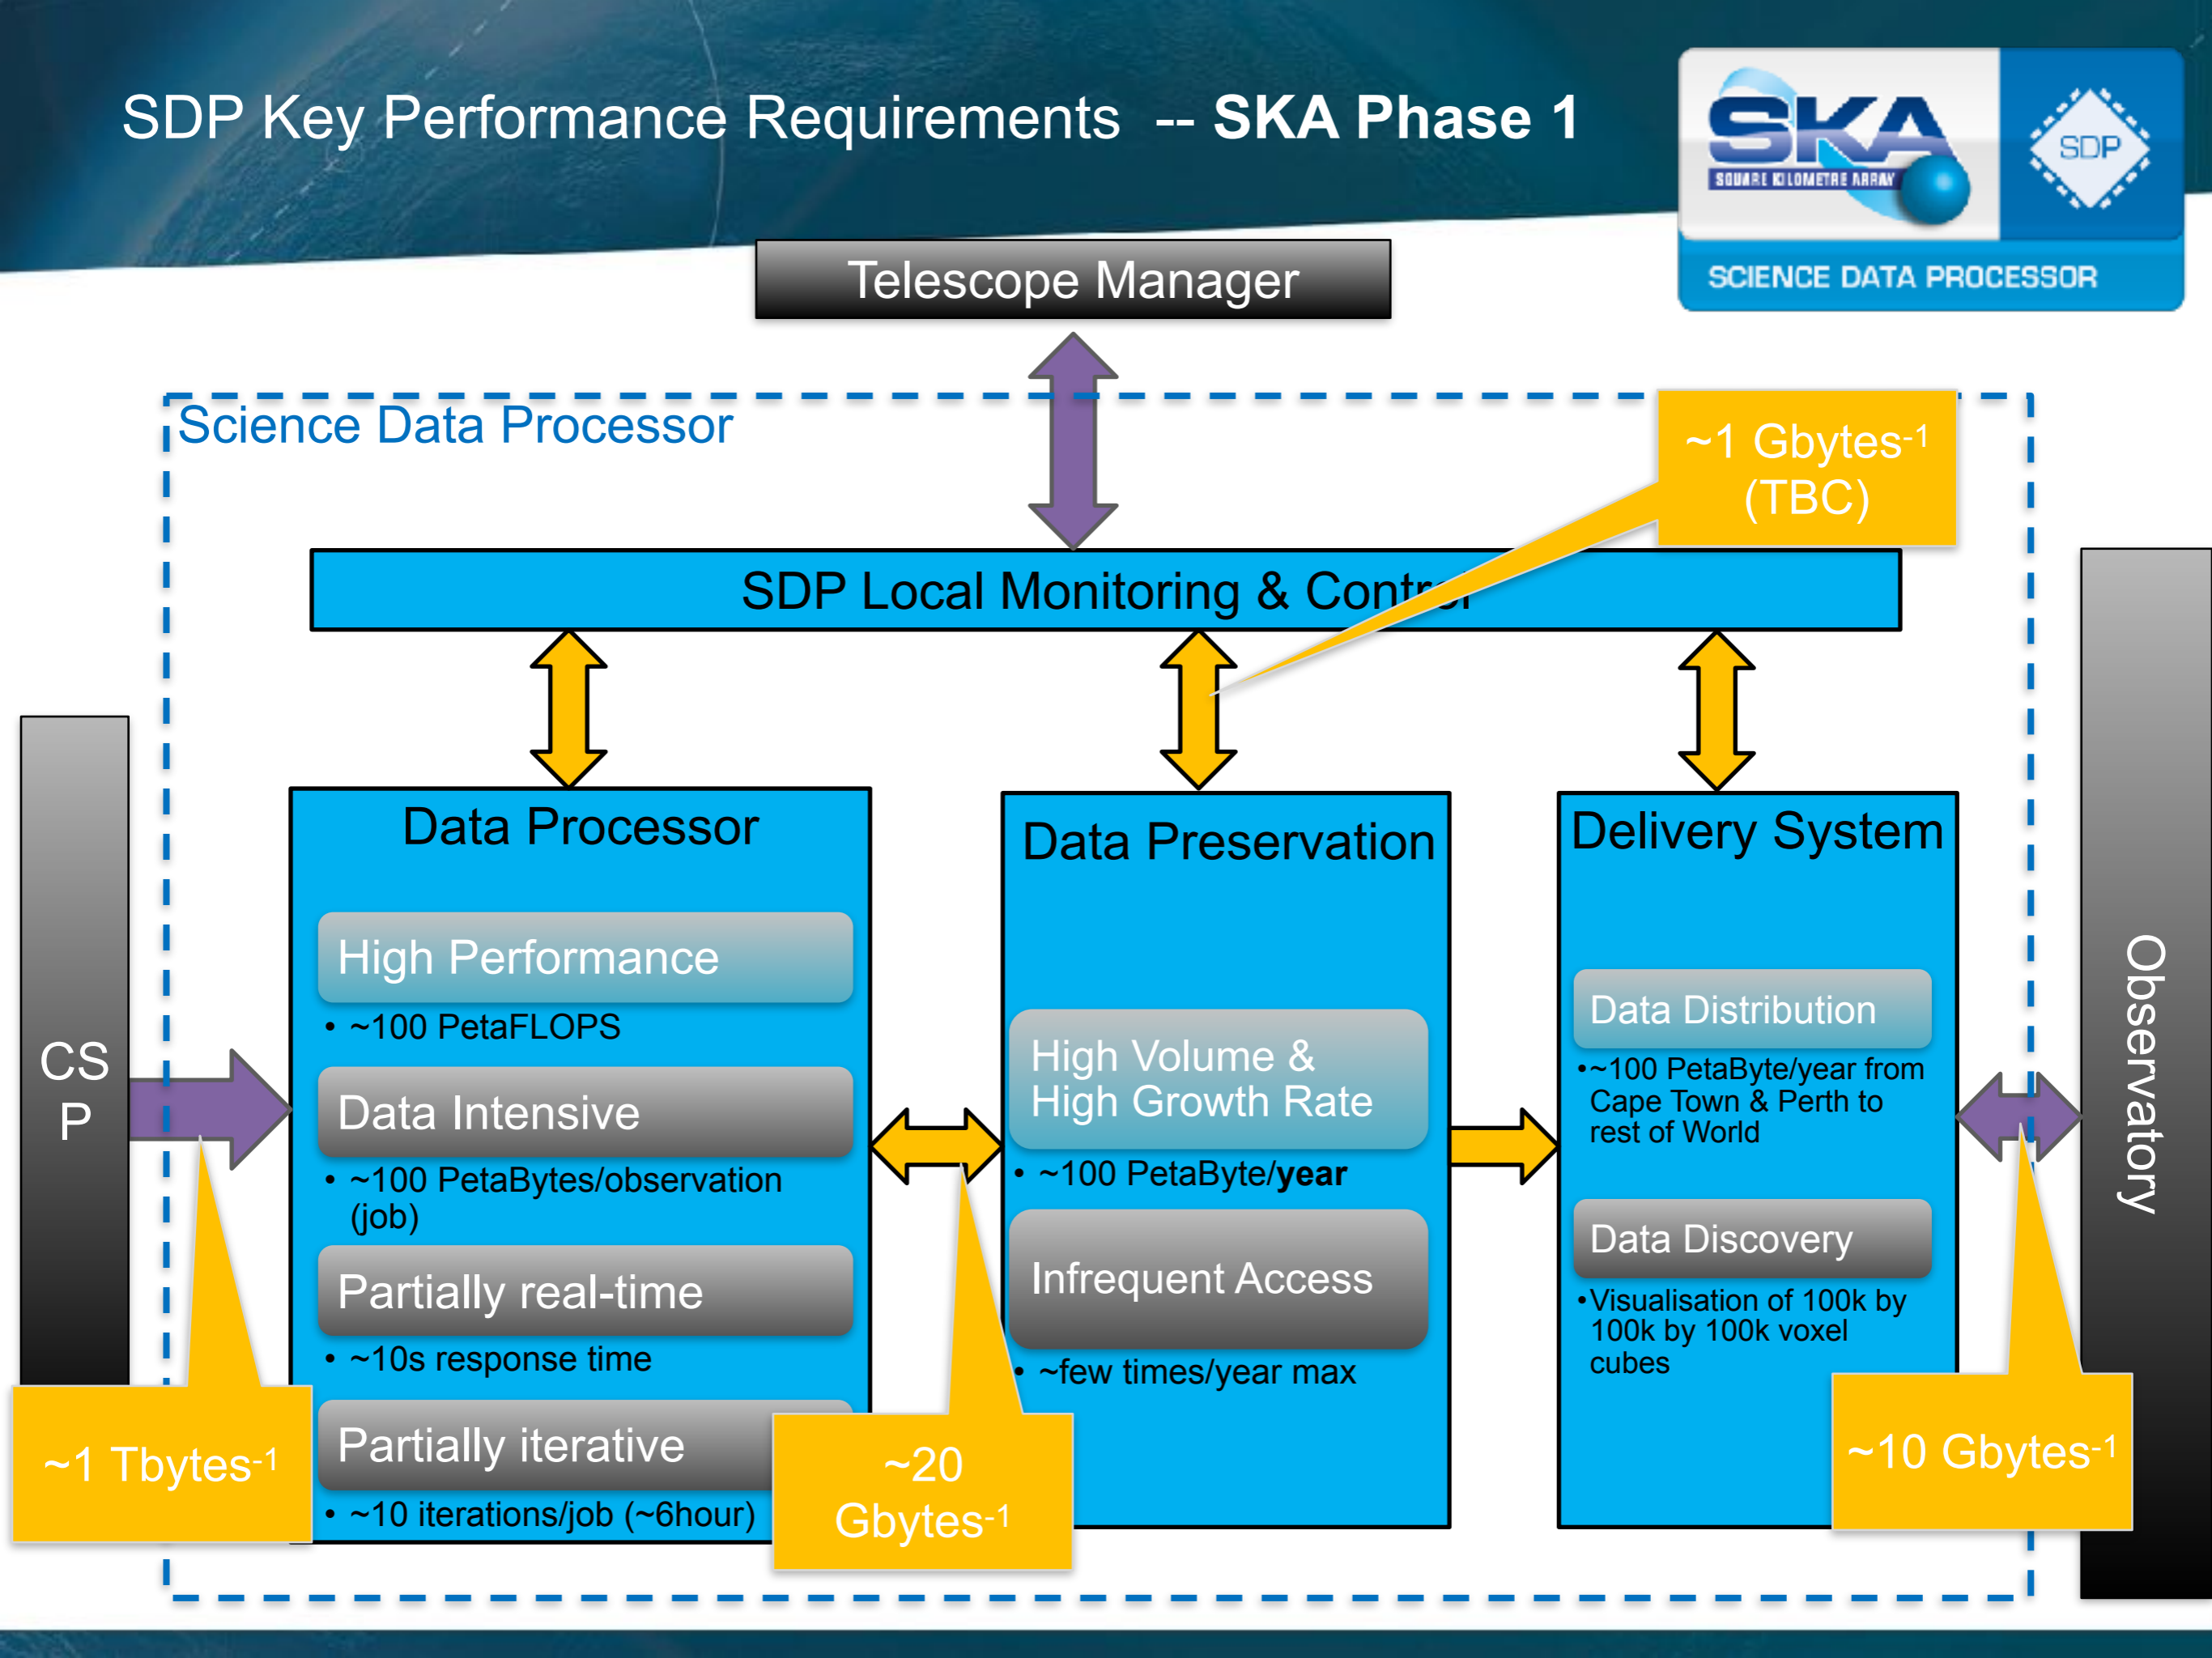 SDP Key Performance Requirements -- SKA Phase 1
SKA
SQUARE KILOMETRE ARRAY
SDP
SCIENCE DATA PROCESSOR
Telescope Manager
Science Data Processor
~1 Gbytes-1
(TBC)
SDP Local Monitoring & Control
CS
P
Data Processor
High Performance
• ~100 PetaFLOPS
Data Intensive
• ~100 PetaBytes/observation
(job)
Partially real-time
• ~10s response time
Partially iterative
• ~10 iterations/job (~6hour)
Data Preservation
High Volume &
High Growth Rate
• ~100 PetaByte/year
Infrequent Access
• ~few times/year max
Delivery System
Data Distribution
•~100 PetaByte/year from
Cape Town & Perth to
rest of World
Data Discovery
•Visualisation of 100k by
100k by 100k voxel
cubes
Observatory
~1 Tbytes-1
~20
Gbytes-1
~10 Gbytes-1